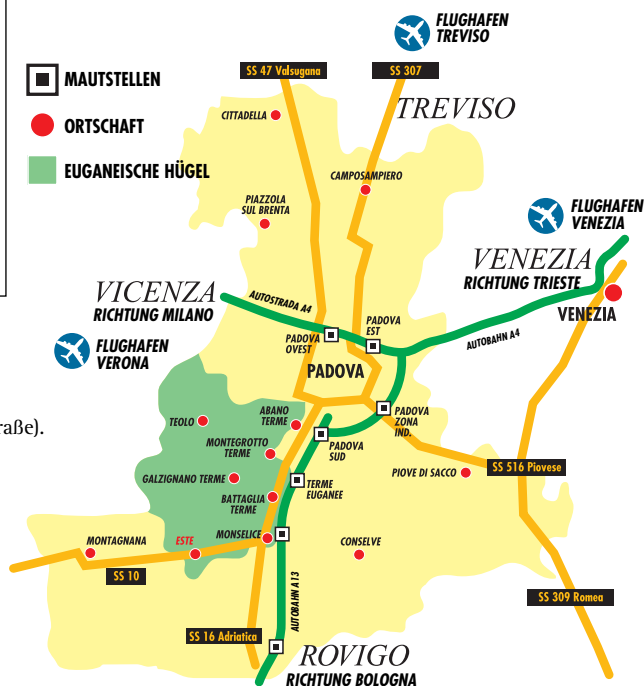 FLUGHAFEN
TREVISO
SS 47 Valsugana
SS 307
MAUTSTELLEN
TREVISO
CITTADELLA
ORTSCHAFT
EUGANEISCHE HÜGEL
CAMPOSAMPIERO
PIAZZOLA
SUL BRENTA
FLUGHAFEN
VENEZIA
VENEZIA
RICHTUNG TRIESTE
VICENZA
RICHTUNG MILANO
AUTOSTRADA A4
VENEZIA
PADOVA
EST
PADOVA
OVEST
AUTOBAHN A4
FLUGHAFEN
VERONA
PADOVA
raße).
TEOLO
ABANO
TERME
PADOVA
ZONA
IND.
MONTEGROTTO
TERME
PADOVA
SUD
SS 516 Piovese
PIOVE DI SACCO
GALZIGNANO TERME
TERME
EUGANEE
BATTAGLIA
TERME
MONSELICE
MONTAGNANA
ESTE
CONSELVE
SS 10
AUTOBAHN A13
SS 309 Romea
SS 16 Adriatica
ROVIGO
RICHTUNG BOLOGNA